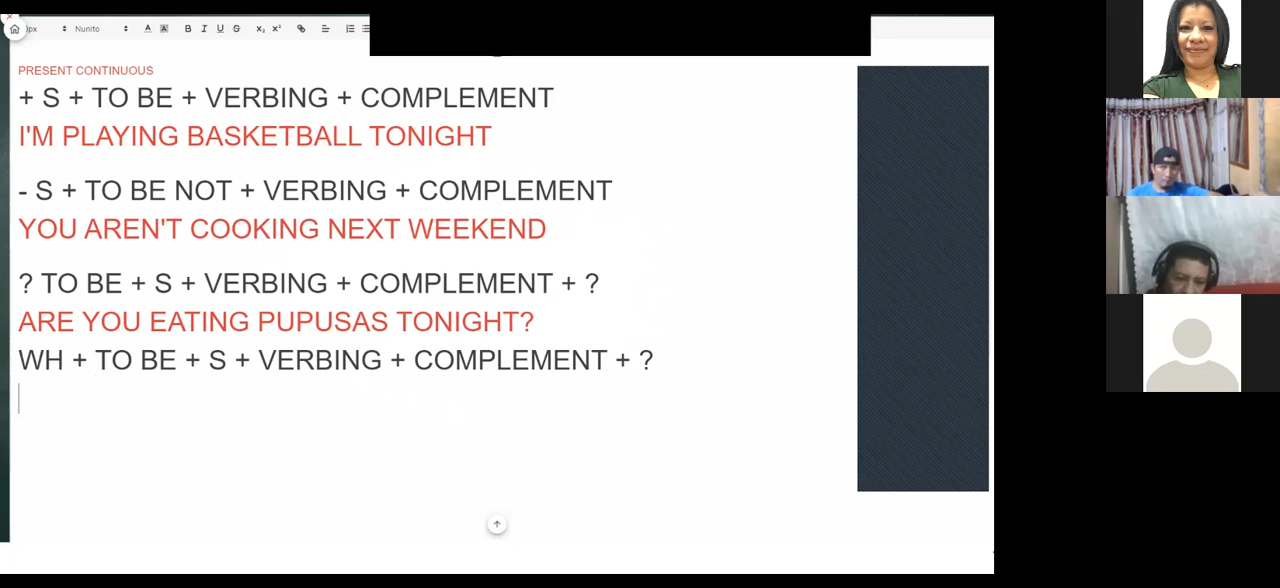 Nunito
PRESENT CONTINUOUS
+ S + TO BE + VERBING + COMPLEMENT
I'M PLAYING BASKETBALL TONIGHT
- S + TO BE NOT + VERBING + COMPLEMENT
YOU AREN'T COOKING NEXT WEEKEND
? TO BE + S + VERBING + COMPLEMENT + ?
ARE YOU EATING PUPUSAS TONIGHT?
WH + TO BE + S + VERBING + COMPLEMENT + ?